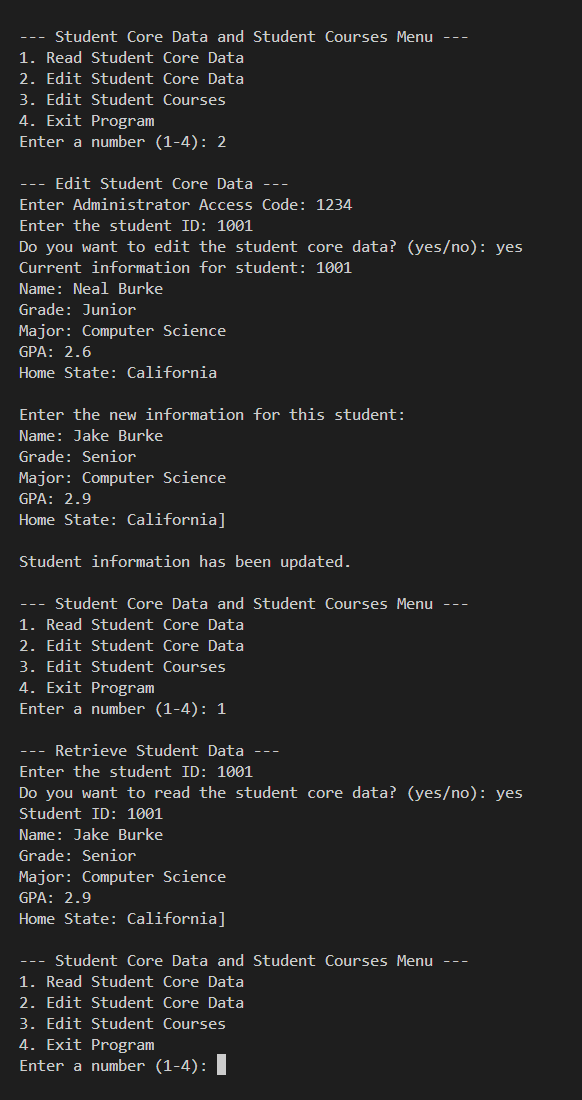 --- Student Core Data and Student Courses Menu ---
1. Read Student Core Data
2. Edit Student Core Data
3. Edit Student Courses
4. Exit Program
Enter a number (1-4): 2
--- Edit Student Core Data ---
Enter Administrator Access Code: 1234
Enter the student ID: 1001
Do you want to edit the student core data? (yes/no): yes
Current information for student: 1001
Name: Neal Burke
Grade: Junior
Major: Computer Science
GPA: 2.6
Home State: California
Enter the new information for this student:
Name: Jake Burke
Grade: Senior
Major: Computer Science
GPA: 2.9
Home State: California]
Student information has been updated.
--- Student Core Data and Student Courses Menu ---
1. Read Student Core Data
2. Edit Student Core Data
3. Edit Student Courses
4. Exit Program
Enter a number (1-4): 1
--- Retrieve Student Data ---
Enter the student ID: 1001
Do you want to read the student core data? (yes/no): yes
Student ID: 1001
Name: Jake Burke
Grade: Senior
Major: Computer Science
GPA: 2.9
Home State: California]
--- Student Core Data and Student Courses Menu ---
1. Read Student Core Data
2. Edit Student Core Data
3. Edit Student Courses
4. Exit Program
Enter a number (1-4):